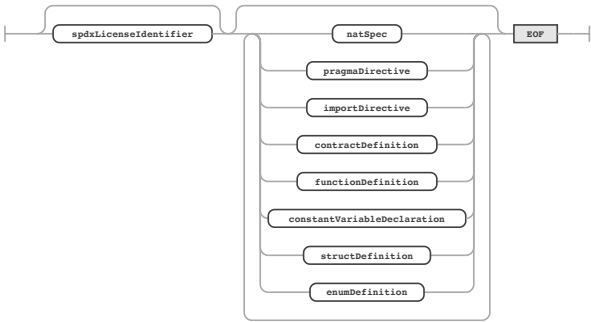 spdxLicenseIdentifier
natSpec
EOF
pragmaDirective
importDirective
contractDefinition
functionDefinition
constantVariableDeclaration
structDefinition
enumDefinition